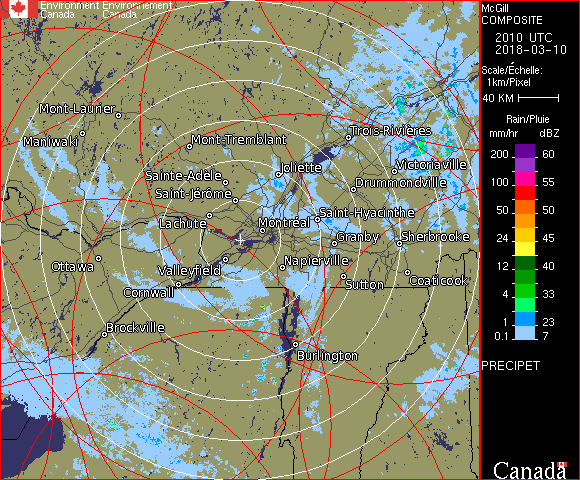 Environment Environnement
Canada Canada
McGill
COMPOSITE
2010 UTC
2018-03-10
Scale/Échelle:
1km/Pixel
40 KM
Rain/Pluie
mm/hr dBZ
200 60
100 55
50 50
24 45
12 40
4 33
1 23
0.1 7
PRECIPET
Canada
Mont-Laurier
Maniwaki
Mont-Tremblant
Trois-Rivières
Victoriaville
Sainte-Adèle
Joliette
Drummondville
Saint-Jérôme
Lachute
Montréal
Saint-Hyacinthe
Granby
Sherbrooke
Ottawa
Valleyfield
Napierville
Sutton
Coaticook
Cornwall
Brockville
Burlington